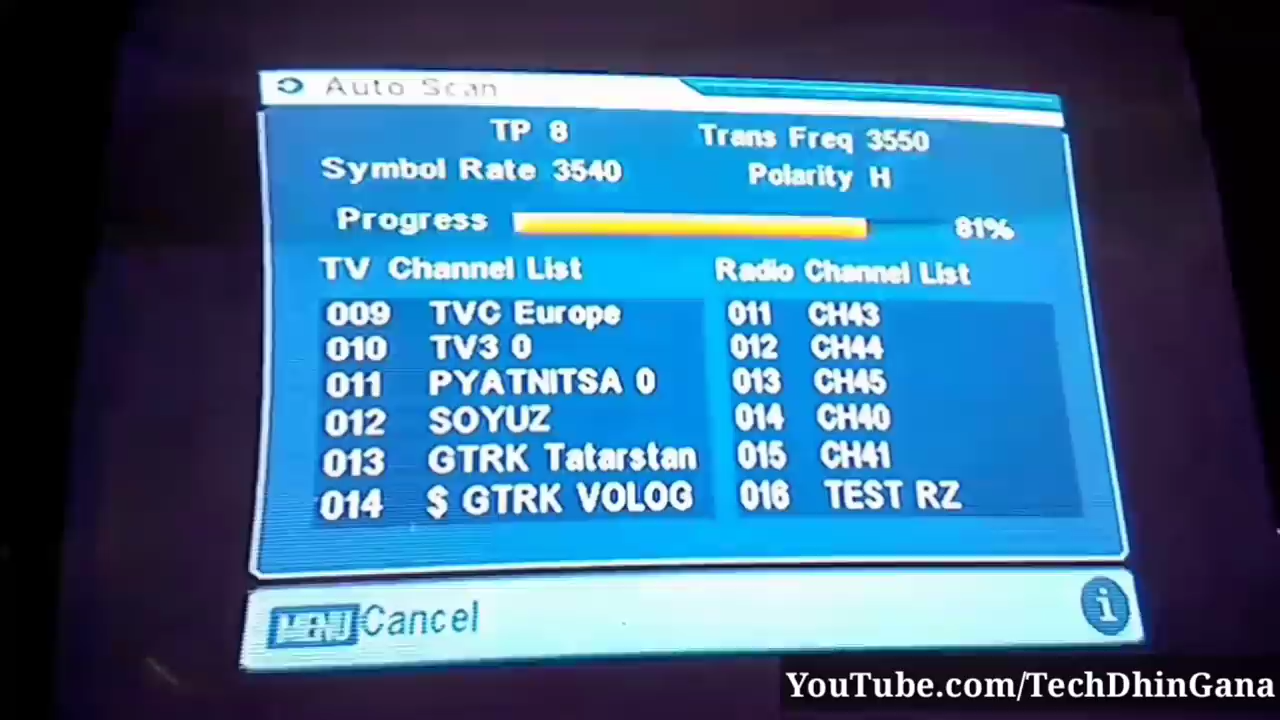 Auto Scan
TP 8 Trans Freq 3550
Symbol Rate 3540 Polarity H
Progress 81%
TV Channel List Radio Channel List
009 TVC Europe 011 CH43
010 TV3 0 012 CH44
011 PYATNITSA 0 013 CH45
012 SOYUZ 014 CH40
013 GTRK Tatarstan 015 CH41
014 $ GTRK VOLOG 016 TEST RZ
MENU Cancel i
YouTube.com/TechDhinGana